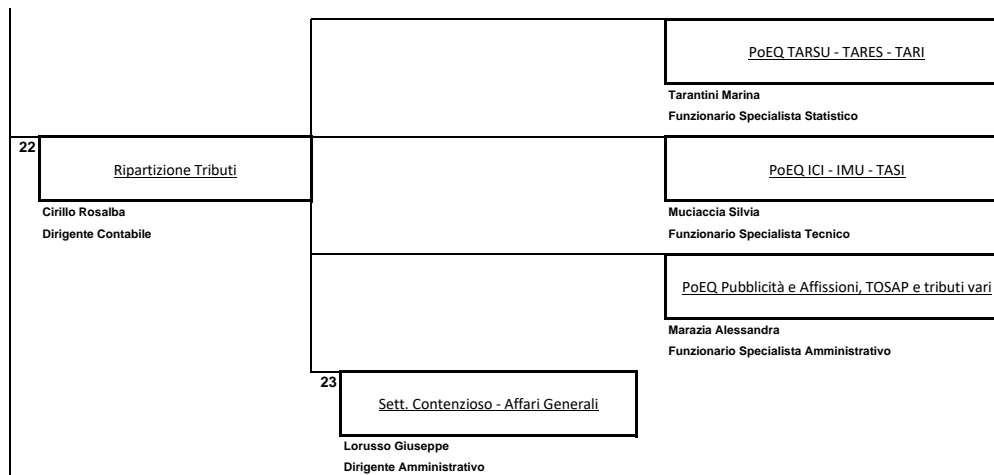 PoEQ TARSU - TARES - TARI
Tarantini Marina
Funzionario Specialista Statistico
22
Ripartizione Tributi
PoEQ ICI - IMU - TASI
Cirillo Rosalba
Muciaccia Silvia
Dirigente Contabile
Funzionario Specialista Tecnico
PoEQ Pubblicità e Affissioni, TOSAP e tributi vari
Marazia Alessandra
Funzionario Specialista Amministrativo
23
Sett. Contenzioso - Affari Generali
Lorusso Giuseppe
Dirigente Amministrativo